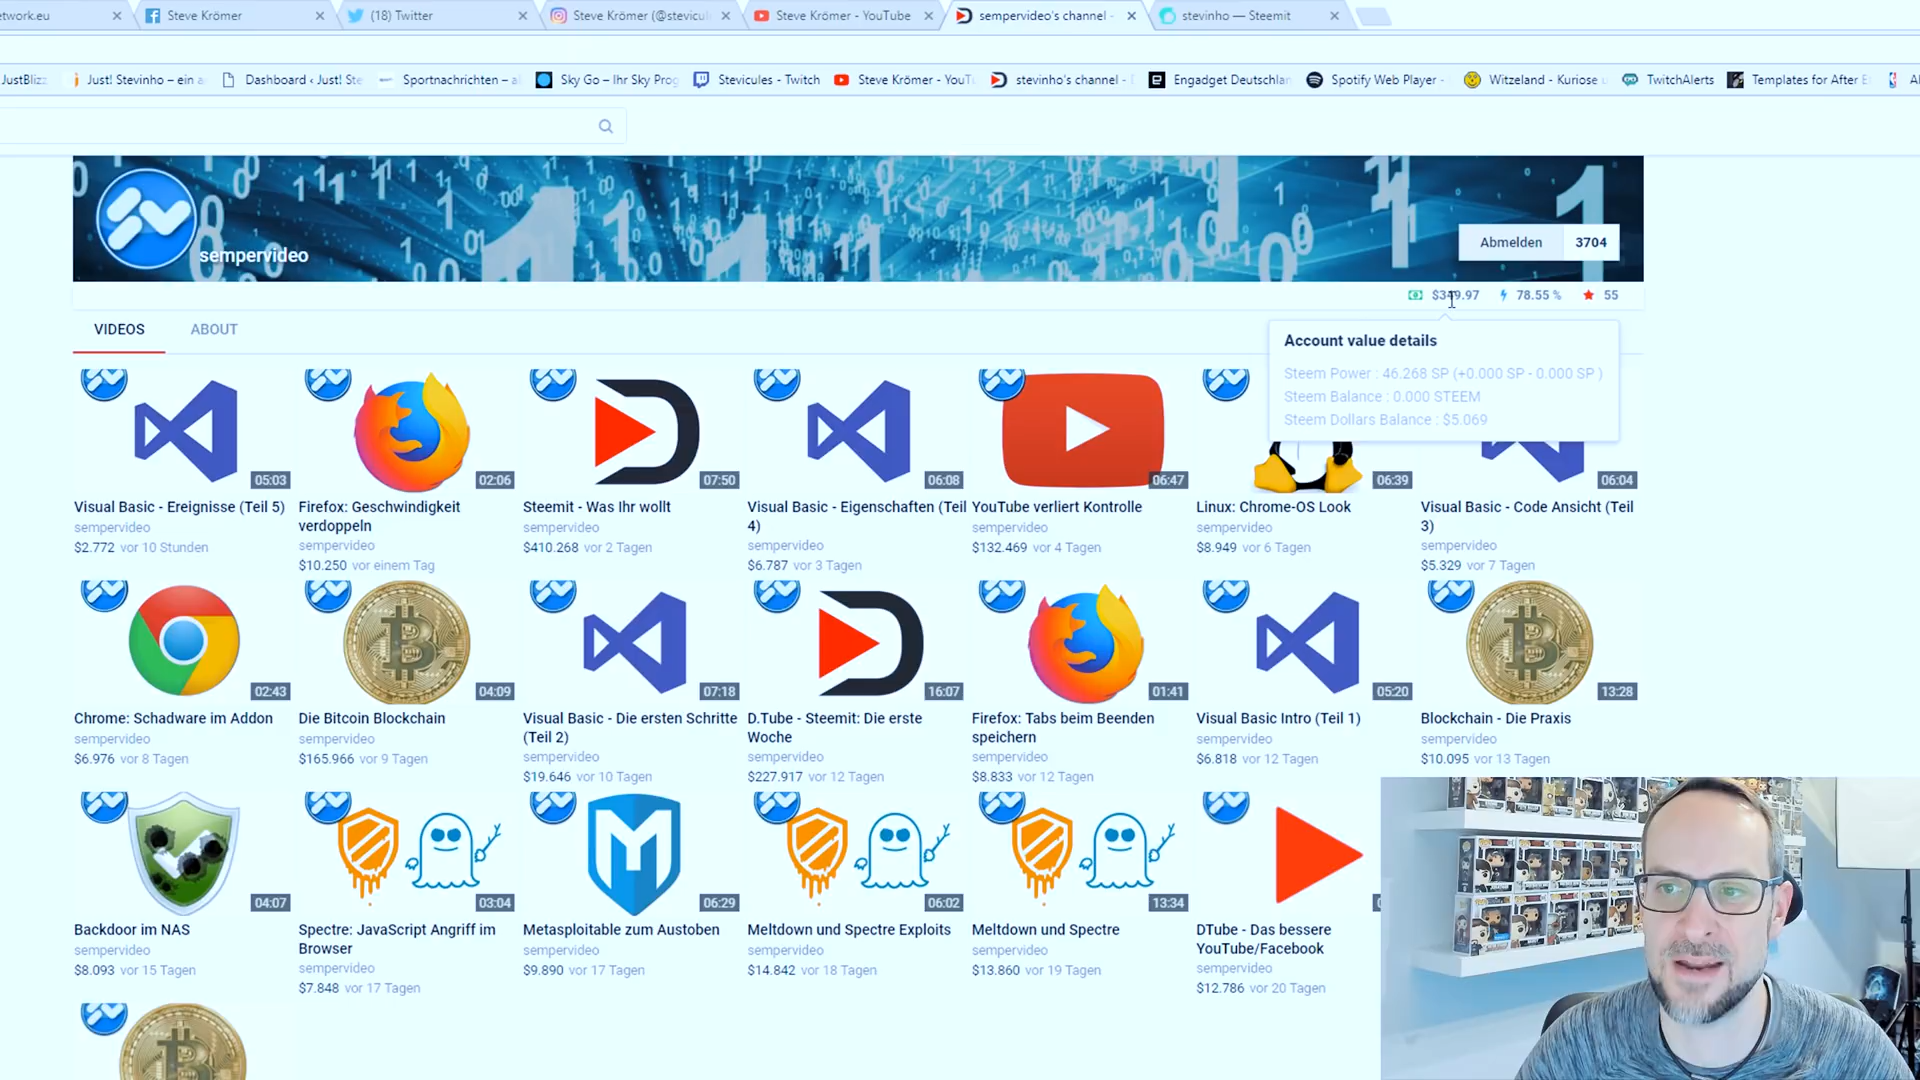 etwork.eu
Steve Krömer
(18) Twitter
Steve Krömer (@stevicul
Steve Krömer - YouTube
sempervideo's channel -
stevinho — Steemit
JustBlizz
Just! Stevinho – ein a
Dashboard ‹ Just! Ste
Sportnachrichten – a
Sky Go – Ihr Sky Prog
Stevicules - Twitch
Steve Krömer - YouTu
stevinho's channel -
Engadget Deutschlan
Spotify Web Player -
Witzeland - Kuriose u
TwitchAlerts
Templates for After E
sempervideo
Abmelden 3704
$349.97 78.55 % 55
VIDEOS ABOUT
Account value details
Steem Power : 46.268 SP (+0.000 SP - 0.000 SP )
Steem Balance : 0.000 STEEM
Steem Dollars Balance : $5.069
05:03
Visual Basic - Ereignisse (Teil 5)
sempervideo
$2.772 vor 10 Stunden
02:06
Firefox: Geschwindigkeit
verdoppeln
sempervideo
$10.250 vor einem Tag
07:50
Steemit - Was Ihr wollt
sempervideo
$410.268 vor 2 Tagen
06:08
Visual Basic - Eigenschaften (Teil
4)
sempervideo
$6.787 vor 3 Tagen
06:47
YouTube verliert Kontrolle
sempervideo
$132.469 vor 4 Tagen
06:39
Linux: Chrome-OS Look
sempervideo
$8.949 vor 6 Tagen
06:04
Visual Basic - Code Ansicht (Teil
3)
sempervideo
$5.329 vor 7 Tagen
02:43
Chrome: Schadware im Addon
sempervideo
$6.976 vor 8 Tagen
04:09
Die Bitcoin Blockchain
sempervideo
$165.966 vor 9 Tagen
07:18
Visual Basic - Die ersten Schritte
(Teil 2)
sempervideo
$19.646 vor 10 Tagen
16:07
D.Tube - Steemit: Die erste
Woche
sempervideo
$227.917 vor 12 Tagen
01:41
Firefox: Tabs beim Beenden
speichern
sempervideo
$8.833 vor 12 Tagen
05:20
Visual Basic Intro (Teil 1)
sempervideo
$6.818 vor 12 Tagen
13:28
Blockchain - Die Praxis
sempervideo
$10.095 vor 13 Tagen
04:07
Backdoor im NAS
sempervideo
$8.093 vor 15 Tagen
03:04
Spectre: JavaScript Angriff im
Browser
sempervideo
$7.848 vor 17 Tagen
06:29
Metasploitable zum Austoben
sempervideo
$9.890 vor 17 Tagen
06:02
Meltdown und Spectre Exploits
sempervideo
$14.842 vor 18 Tagen
13:34
Meltdown und Spectre
sempervideo
$13.860 vor 19 Tagen
DTube - Das bessere
YouTube/Facebook
sempervideo
$12.786 vor 20 Tagen